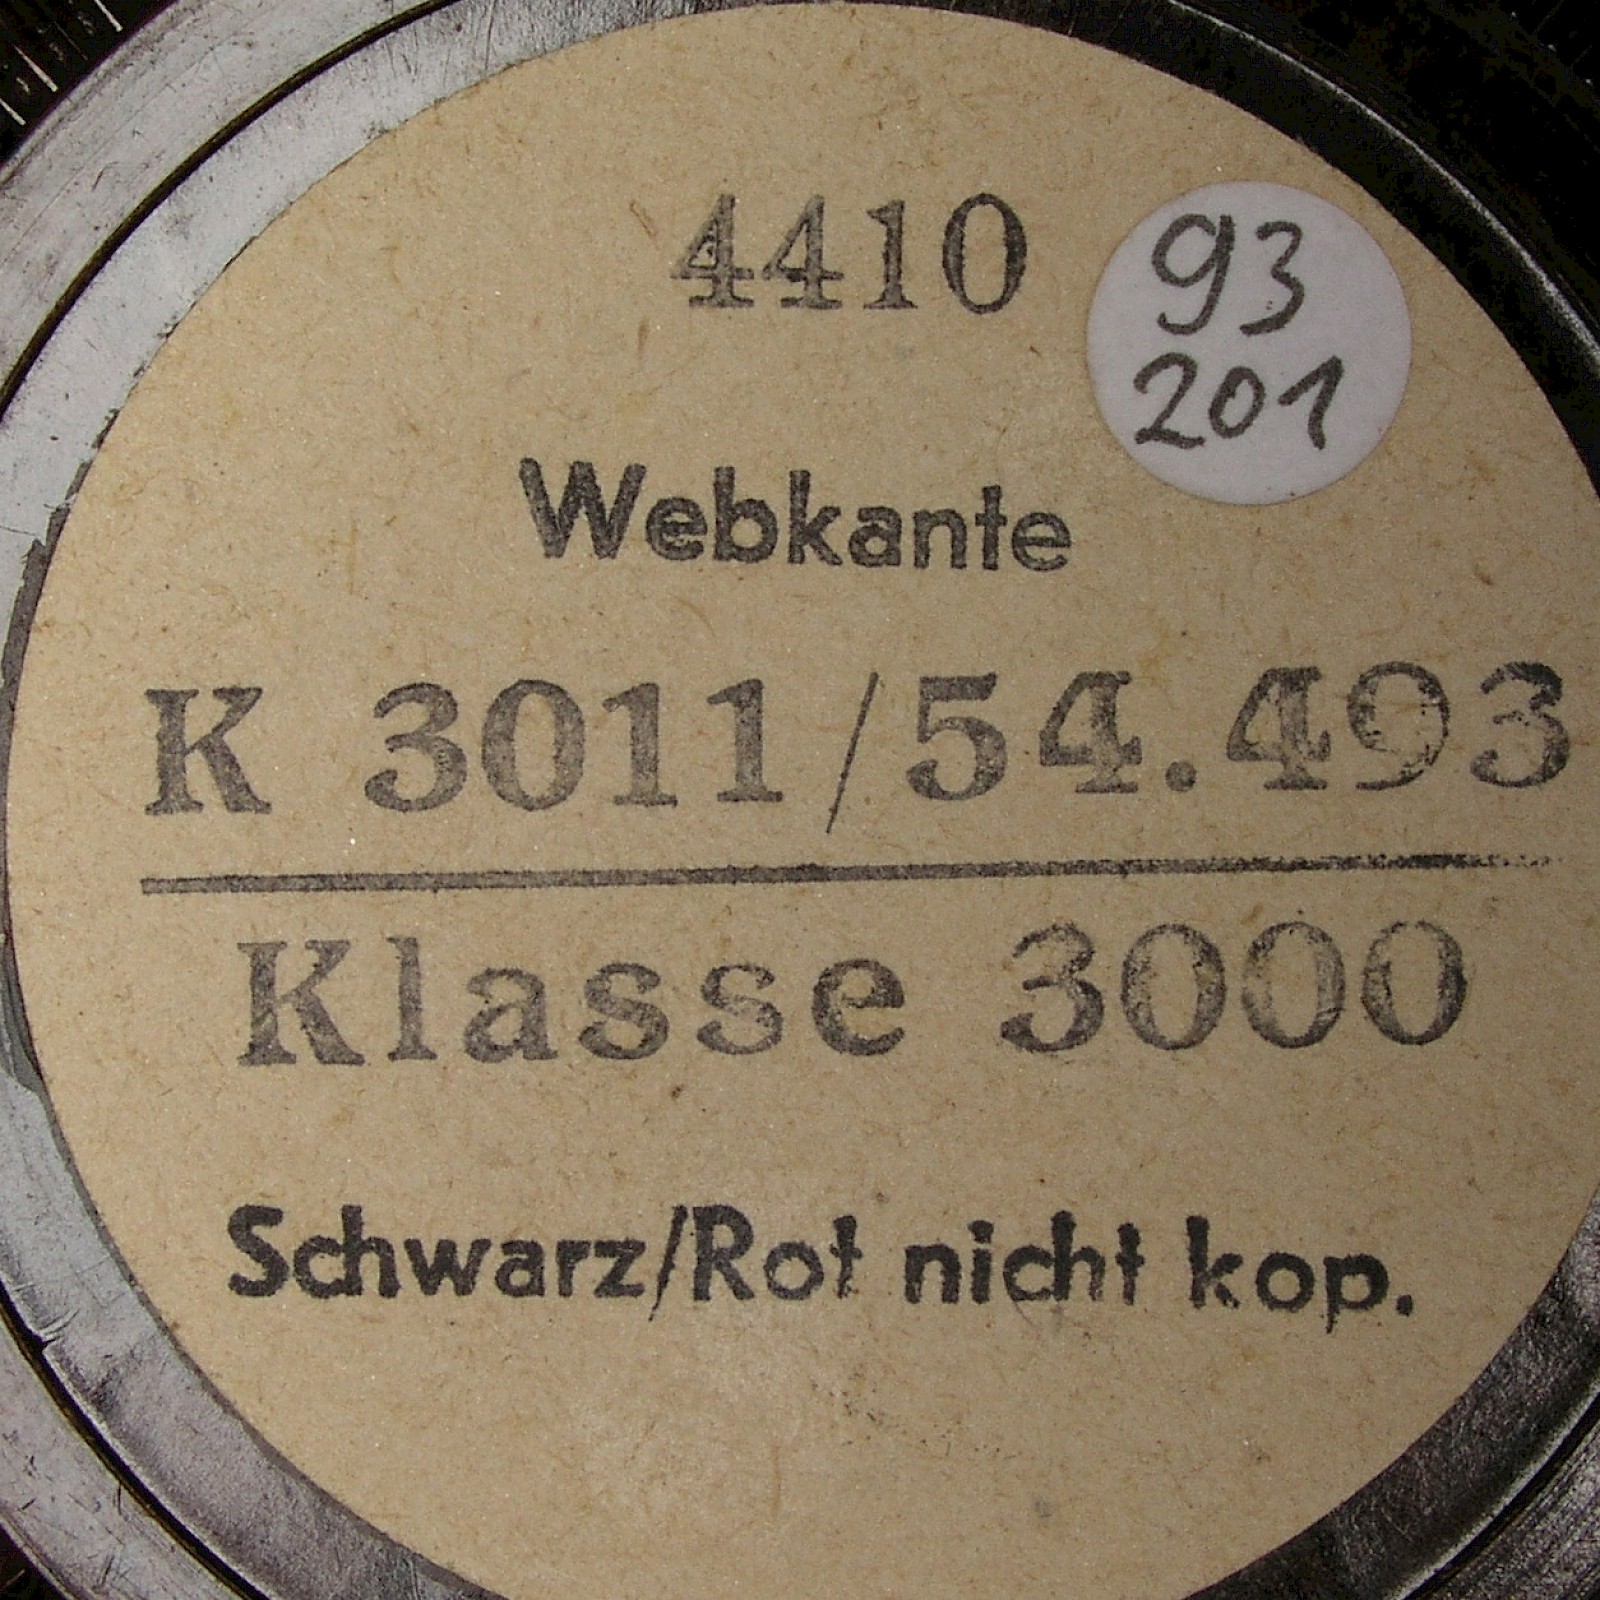 4410
93
201
Webkante
K 3011/54.493
Klasse 3000
Schwarz/Rot nicht kop.